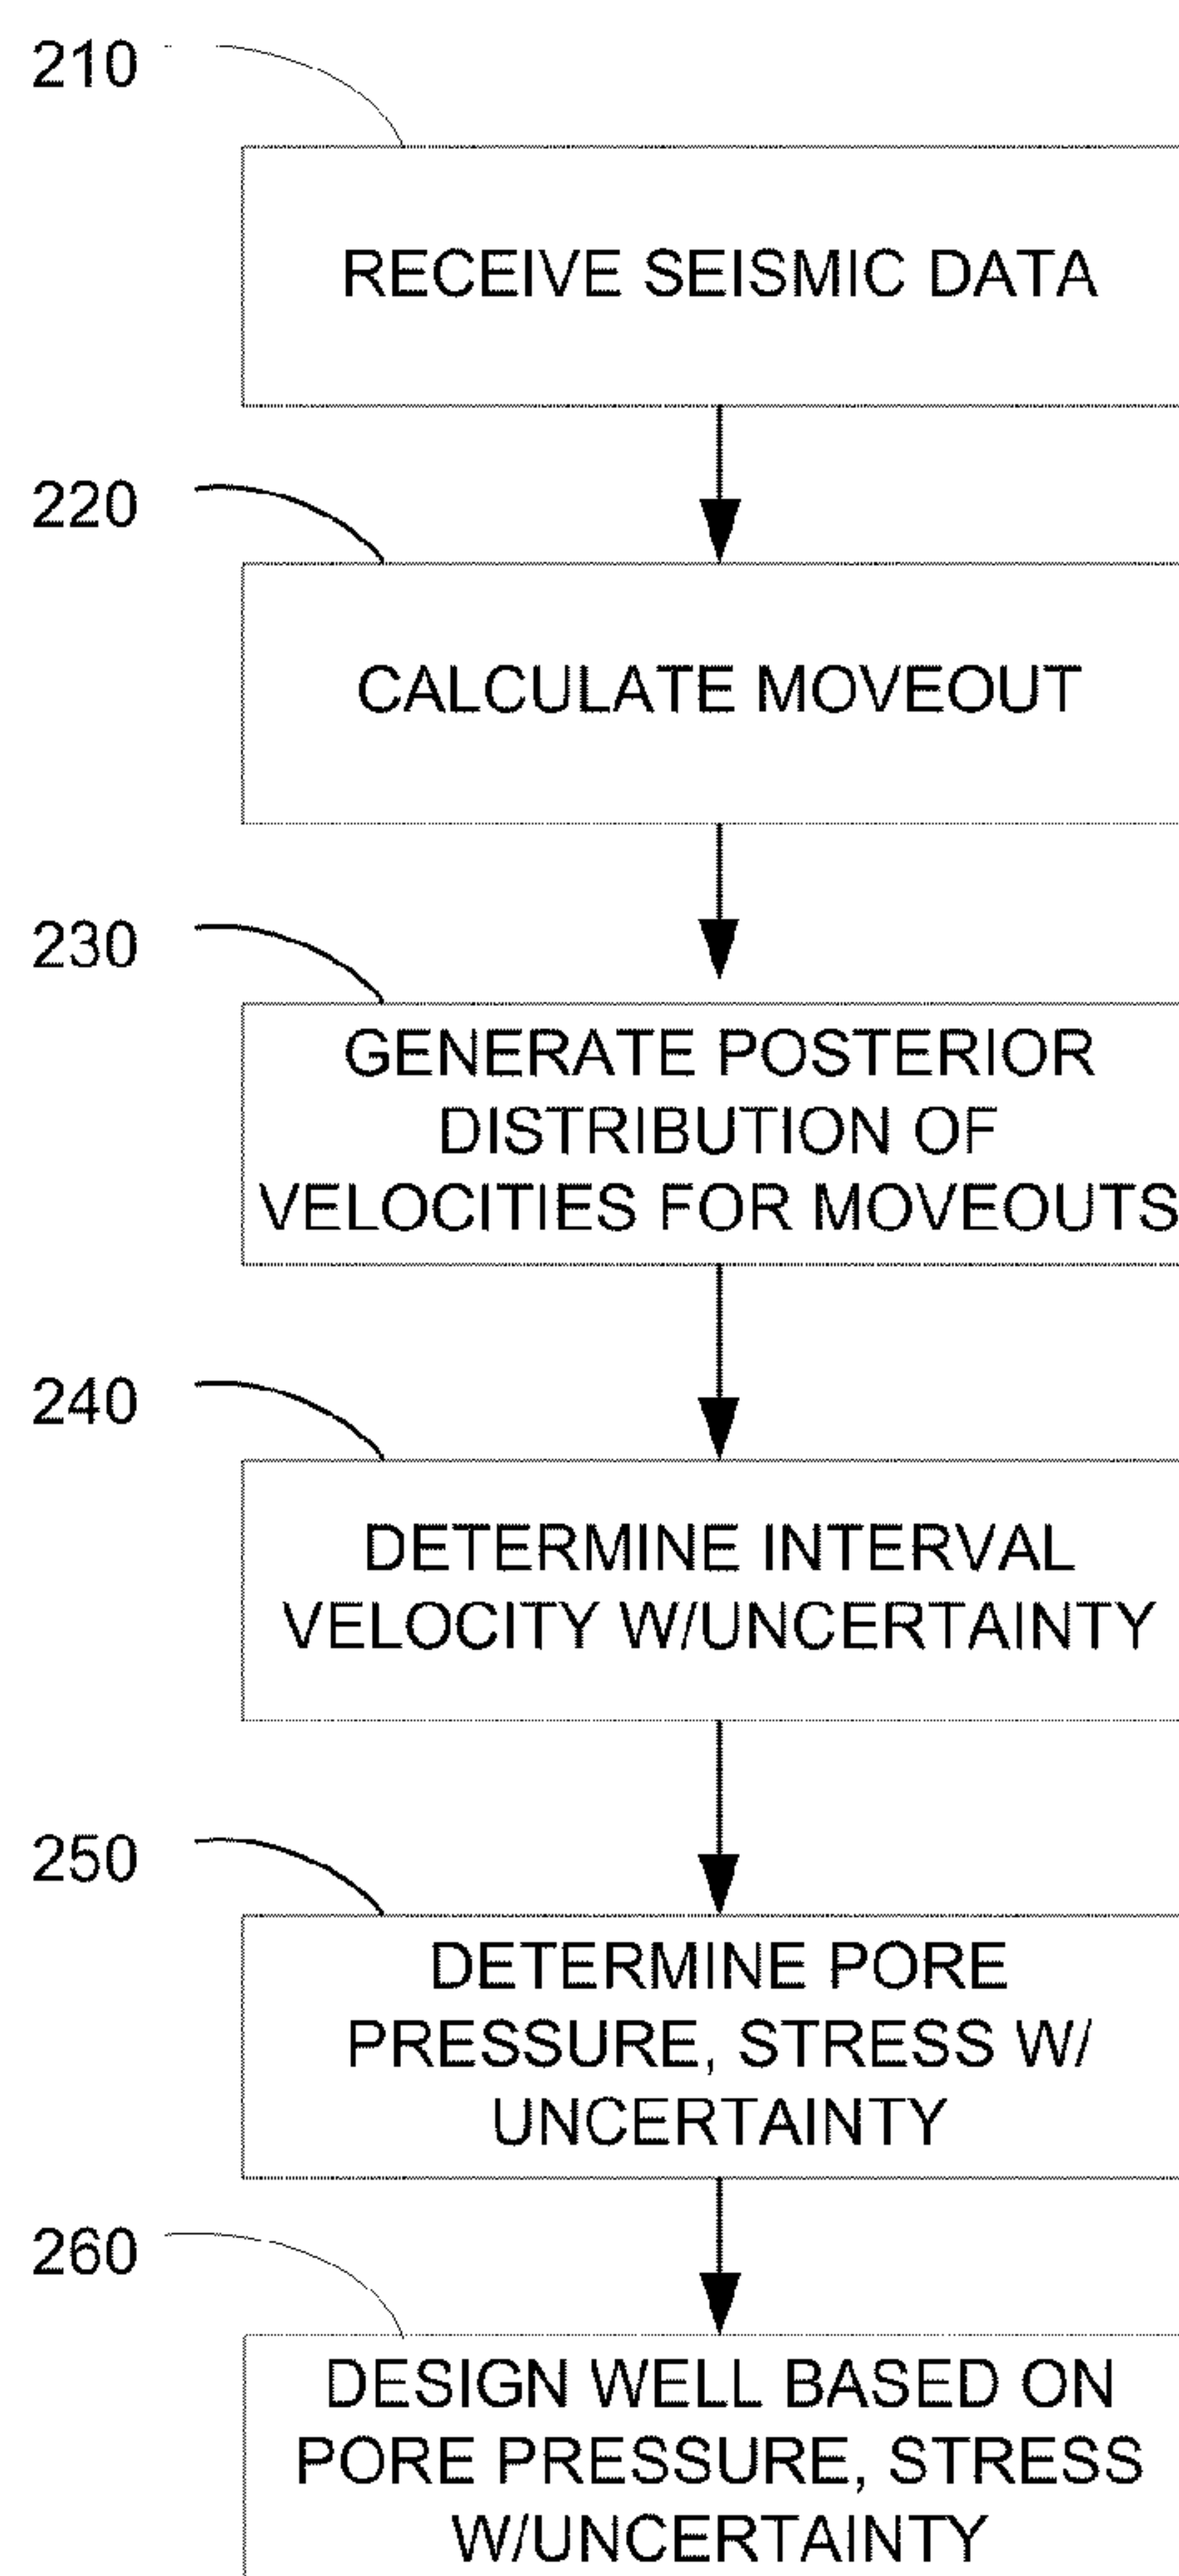 210
RECEIVE SEISMIC DATA
220
CALCULATE MOVEOUT
230
GENERATE POSTERIOR
DISTRIBUTION OF
VELOCITIES FOR MOVEOUTS
240
DETERMINE INTERVAL
VELOCITY W/UNCERTAINTY
250
DETERMINE PORE
PRESSURE, STRESS W/
UNCERTAINTY
260
DESIGN WELL BASED ON
PORE PRESSURE, STRESS
W/UNCERTAINTY